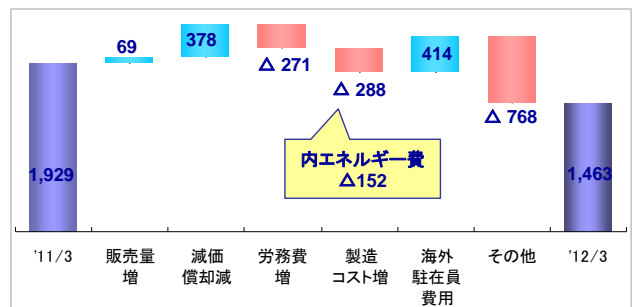 69
378
△ 271
△ 288
414
△ 768
1,929
内エネルギー費
△152
1,463
'11/3
販売量
増
減価
償却減
労務費
増
製造
コスト増
海外
駐在員
費用
その他
'12/3